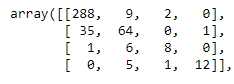 array([[288, 9, 2, 0],
[ 35, 64, 0, 1],
[ 1, 6, 8, 0],
[ 0, 5, 1, 12]],